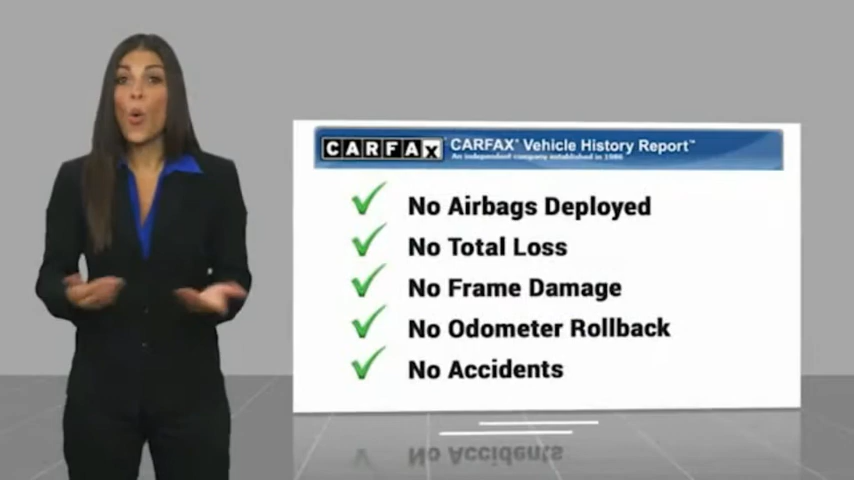 CARFAX CARFAX® Vehicle History Report™
An independent company established in 1986
No Airbags Deployed
No Total Loss
No Frame Damage
No Odometer Rollback
No Accidents
No Accidents